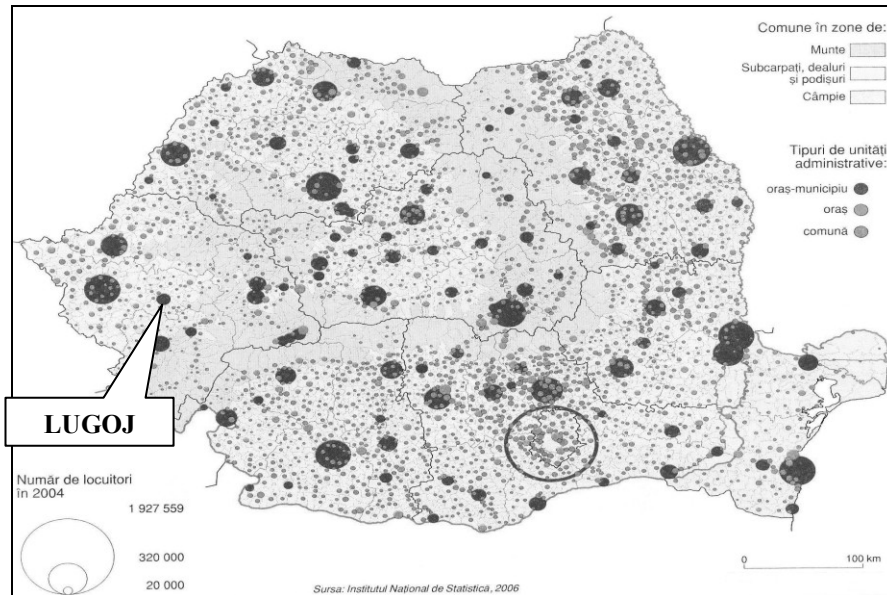 Comune în zone de:
Munte
Subcarpați, dealuri
și podișuri
Câmpie
Tipuri de unități
administrative:
oraș-municipiu
oraș
comună
LUGOJ
Număr de locuitori
în 2004
1 927 559
320 000
20 000
0 100 km
Sursa: Institutul Național de Statistică, 2006